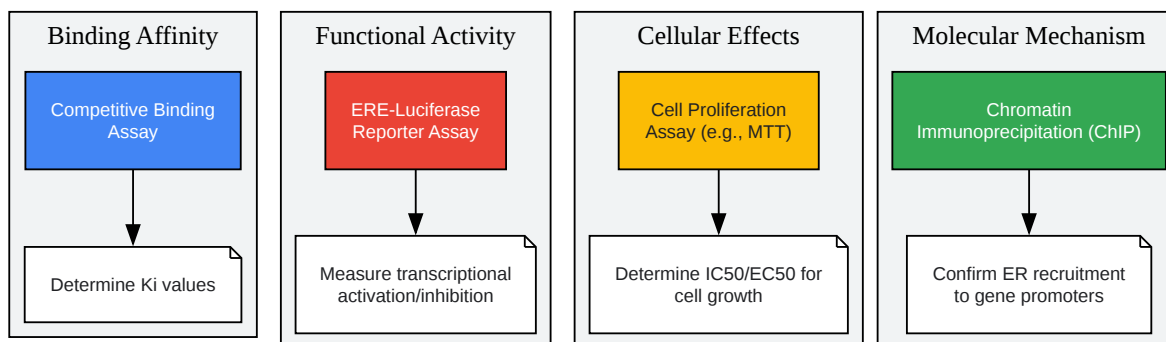 Binding Affinity
Competitive Binding
Assay
Determine Ki values
Functional Activity
ERE-Luciferase
Reporter Assay
Measure transcriptional
activation/inhibition
Cellular Effects
Cell Proliferation
Assay (e.g., MTT)
Determine IC50/EC50 for
cell growth
Molecular Mechanism
Chromatin
Immunoprecipitation (ChIP)
Confirm ER recruitment
to gene promoters